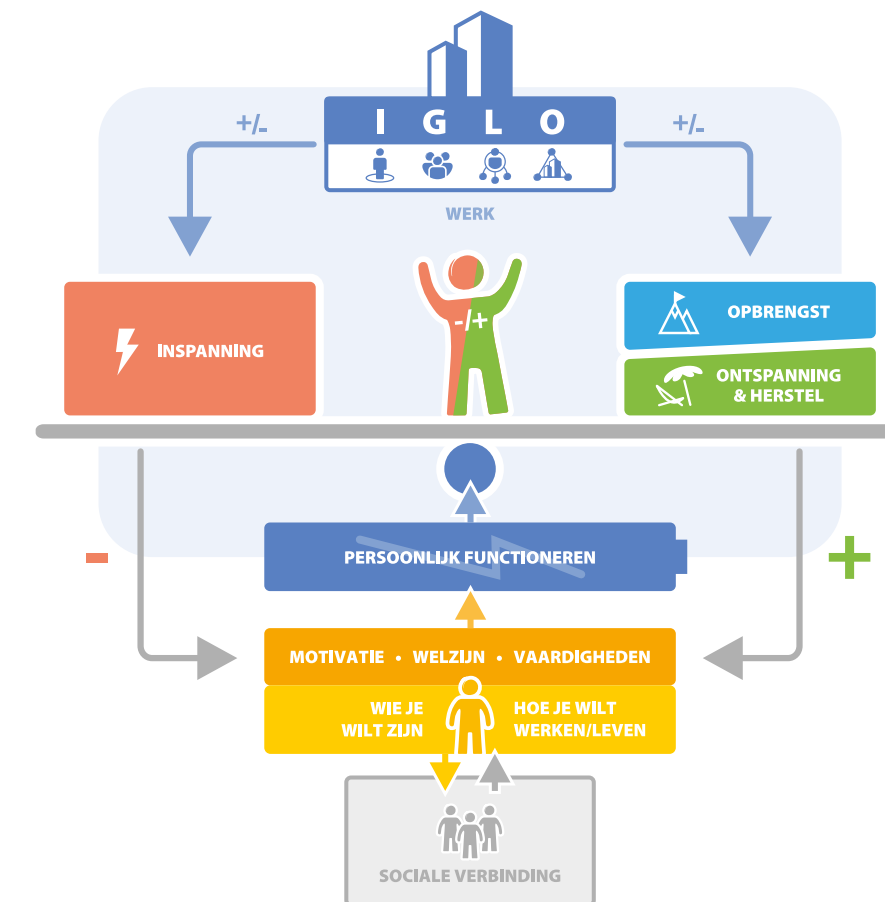 I G L O
+/-
+/-
WERK
-/+
INSPANNING
OPBRENGST
ONTSPANNING
& HERSTEL
-
+
PERSOONLIJK FUNCTIONEREN
MOTIVATIE • WELZIJN • VAARDIGHEDEN
WIE JE
WILT ZIJN
HOE JE WILT
WERKEN/LEVEN
SOCIALE VERBINDING